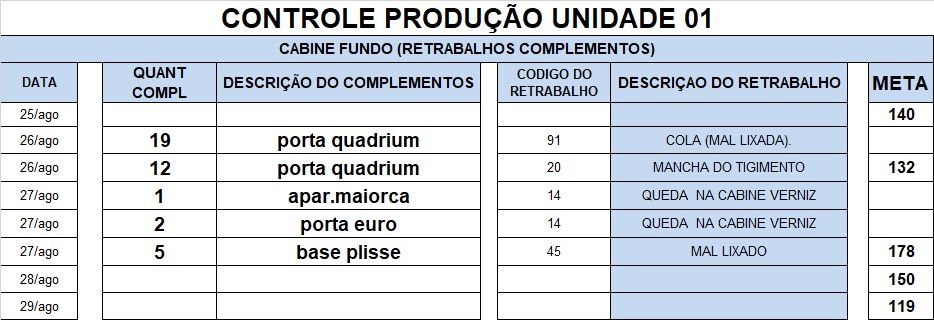 CONTROLE PRODUÇÃO UNIDADE 01
CABINE FUNDO (RETRABALHOS COMPLEMENTOS)
DATA QUANT COMPL DESCRIÇÃO DO COMPLEMENTOS CODIGO DO RETRABALHO DESCRIÇAO DO RETRABALHO META
25/ago 140
26/ago 19 porta quadrium 91 COLA (MAL LIXADA).
26/ago 12 porta quadrium 20 MANCHA DO TIGIMENTO 132
27/ago 1 apar.maiorca 14 QUEDA NA CABINE VERNIZ
27/ago 2 porta euro 14 QUEDA NA CABINE VERNIZ
27/ago 5 base plisse 45 MAL LIXADO 178
28/ago 150
29/ago 119